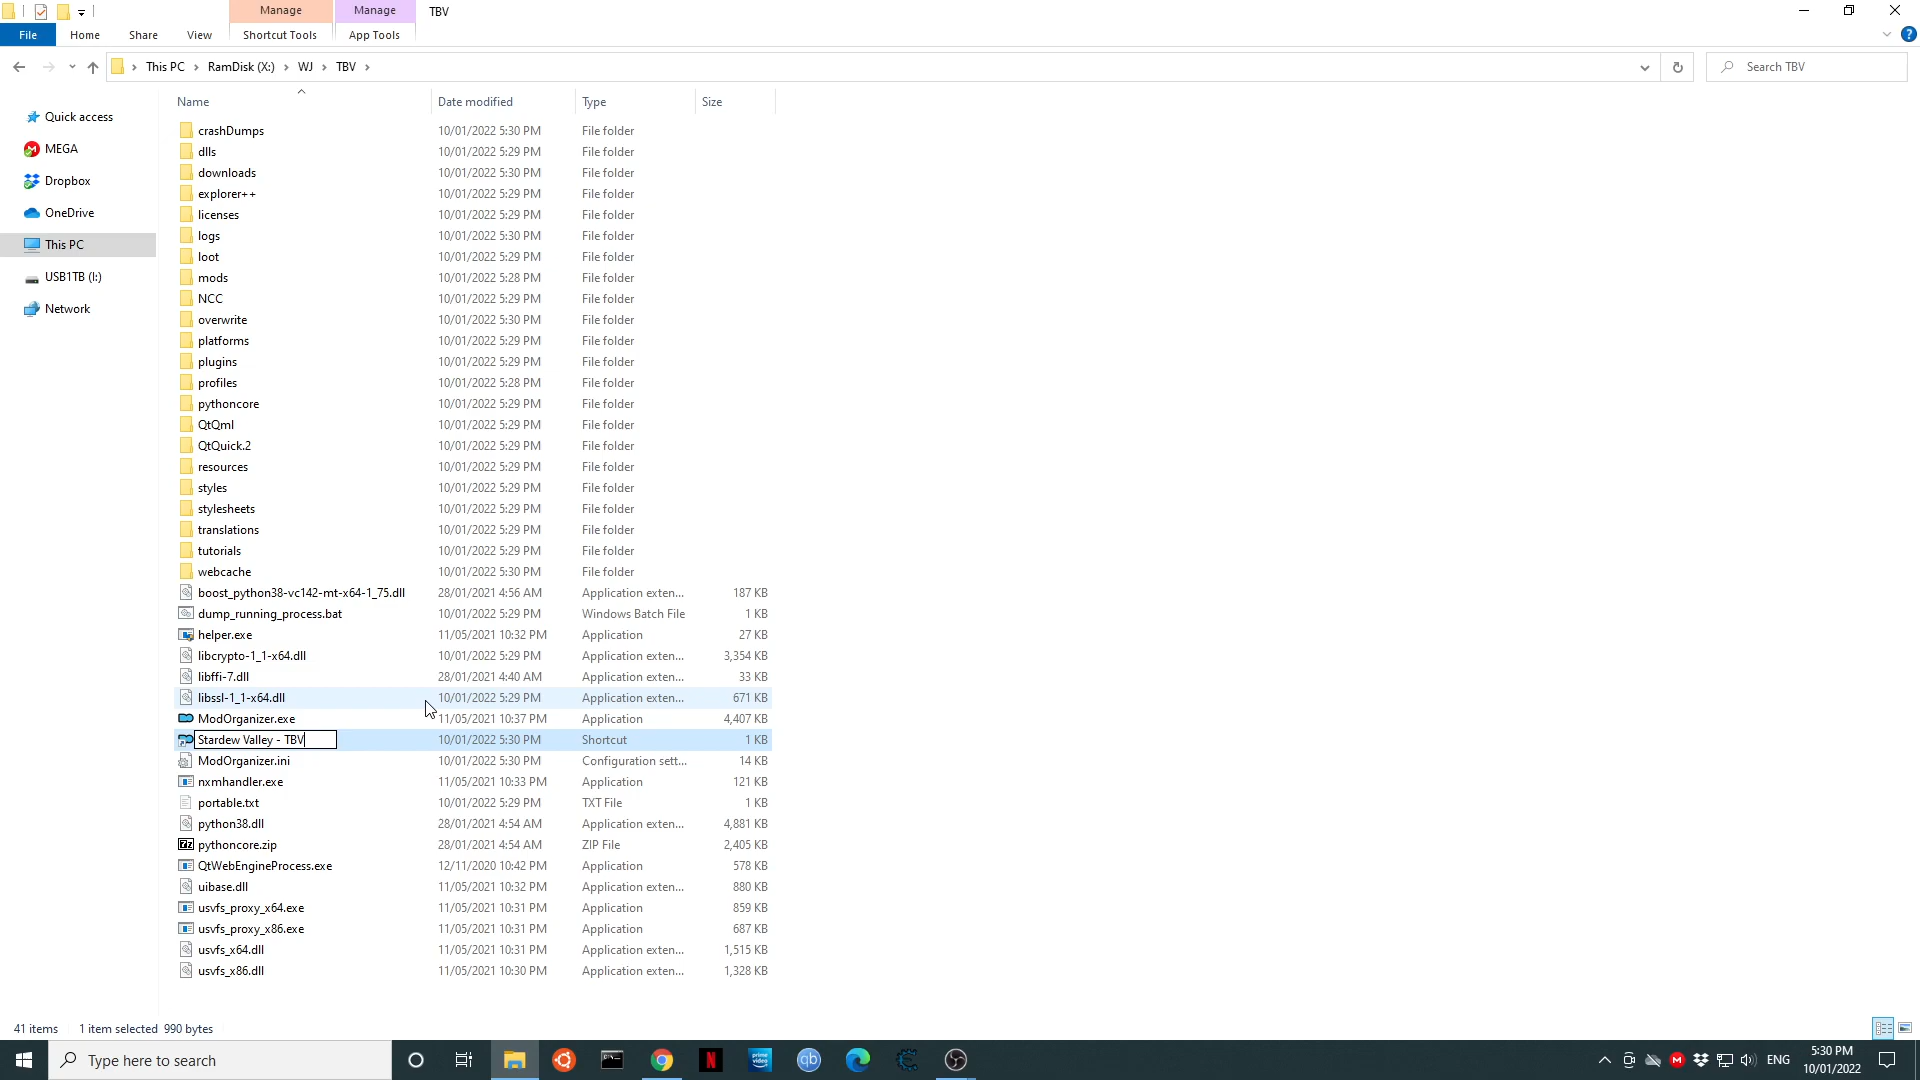 Manage Manage TBV
File Home Share View Shortcut Tools App Tools
This PC RamDisk (X:) WJ TBV Search TBV
Name Date modified Type Size
Quick access
MEGA
Dropbox
OneDrive
This PC
USB1TB (I:)
Network
crashDumps 10/01/2022 5:30 PM File folder
dlls 10/01/2022 5:29 PM File folder
downloads 10/01/2022 5:30 PM File folder
explorer++ 10/01/2022 5:29 PM File folder
licenses 10/01/2022 5:29 PM File folder
logs 10/01/2022 5:30 PM File folder
loot 10/01/2022 5:29 PM File folder
mods 10/01/2022 5:28 PM File folder
NCC 10/01/2022 5:29 PM File folder
overwrite 10/01/2022 5:30 PM File folder
platforms 10/01/2022 5:29 PM File folder
plugins 10/01/2022 5:29 PM File folder
profiles 10/01/2022 5:28 PM File folder
pythoncore 10/01/2022 5:29 PM File folder
QtQml 10/01/2022 5:29 PM File folder
QtQuick.2 10/01/2022 5:29 PM File folder
resources 10/01/2022 5:29 PM File folder
styles 10/01/2022 5:29 PM File folder
stylesheets 10/01/2022 5:29 PM File folder
translations 10/01/2022 5:29 PM File folder
tutorials 10/01/2022 5:29 PM File folder
webcache 10/01/2022 5:30 PM File folder
boost_python38-vc142-mt-x64-1_75.dll 28/01/2021 4:56 AM Application exten... 187 KB
dump_running_process.bat 10/01/2022 5:29 PM Windows Batch File 1 KB
helper.exe 11/05/2021 10:32 PM Application 27 KB
libcrypto-1_1-x64.dll 10/01/2022 5:29 PM Application exten... 3,354 KB
libffi-7.dll 28/01/2021 4:40 AM Application exten... 33 KB
libssl-1_1-x64.dll 10/01/2022 5:29 PM Application exten... 671 KB
ModOrganizer.exe 11/05/2021 10:37 PM Application 4,407 KB
Stardew Valley - TBV 10/01/2022 5:30 PM Shortcut 1 KB
ModOrganizer.ini 10/01/2022 5:30 PM Configuration sett... 14 KB
nxmhandler.exe 11/05/2021 10:33 PM Application 121 KB
portable.txt 10/01/2022 5:29 PM TXT File 1 KB
python38.dll 28/01/2021 4:54 AM Application exten... 4,881 KB
pythoncore.zip 28/01/2021 4:54 AM ZIP File 2,405 KB
QtWebEngineProcess.exe 12/11/2020 10:42 PM Application 578 KB
uibase.dll 11/05/2021 10:32 PM Application exten... 880 KB
usvfs_proxy_x64.exe 11/05/2021 10:31 PM Application 859 KB
usvfs_proxy_x86.exe 11/05/2021 10:31 PM Application 687 KB
usvfs_x64.dll 11/05/2021 10:31 PM Application exten... 1,515 KB
usvfs_x86.dll 11/05/2021 10:30 PM Application exten... 1,328 KB
41 items 1 item selected 990 bytes
Type here to search
prime video
qb
ENG
5:30 PM
10/01/2022